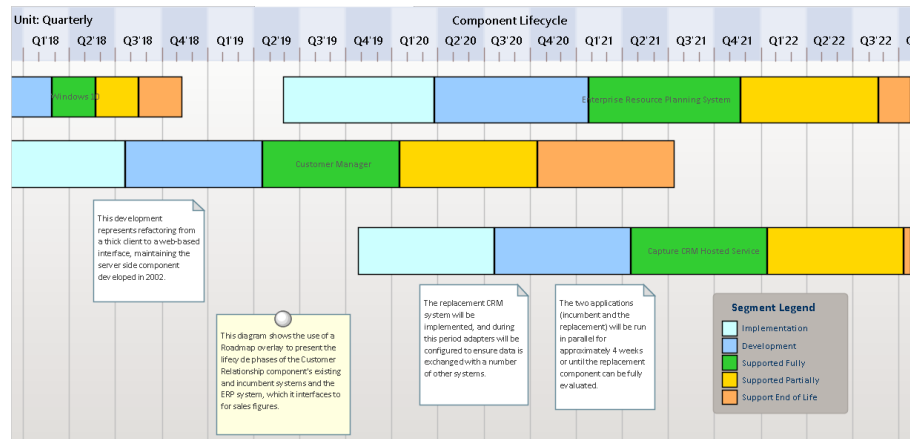 Unit: Quarterly
Component Lifecycle
Q1'18 Q2'18 Q3'18 Q4'18 Q1'19 Q2'19 Q3'19 Q4'19 Q1'20 Q2'20 Q3'20 Q4'20 Q1'21 Q2'21 Q3'21 Q4'21 Q1'22 Q2'22 Q3'22
Windows 10
Enterprise Resource Planning System
Customer Manager
Capture CRM Hosted Service
This development
represents refactoring from
a thick client to a web-based
interface, maintaining the
server side component
developed in 2002.
This diagram shows the use of a
Roadmap overlay to present the
lifecycle phases of the Customer
Relationship component's existing
and incumbent systems and the
ERP system, which it interfaces to
for sales figures.
The replacement CRM
system will be
implemented, and during
this period adapters will be
configured to ensure data is
exchanged with a number
of other systems.
The two applications
(incumbent and the
replacement) will be run
in parallel for
approximately 4 weeks
or until the replacement
component can be fully
evaluated.
Segment Legend
Implementation
Development
Supported Fully
Supported Partially
Support End of Life